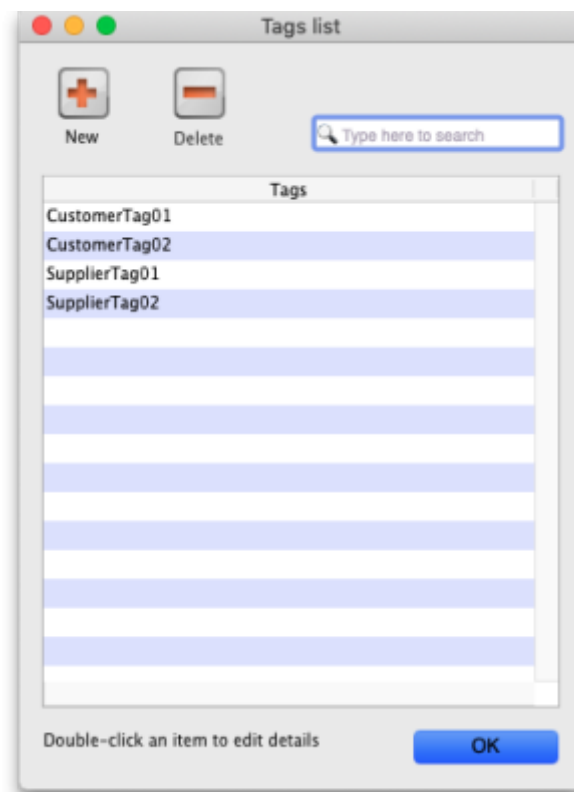 Tags list
New
Delete
Type here to search
Tags
CustomerTag01
CustomerTag02
SupplierTag01
SupplierTag02
Double-click an item to edit details
OK